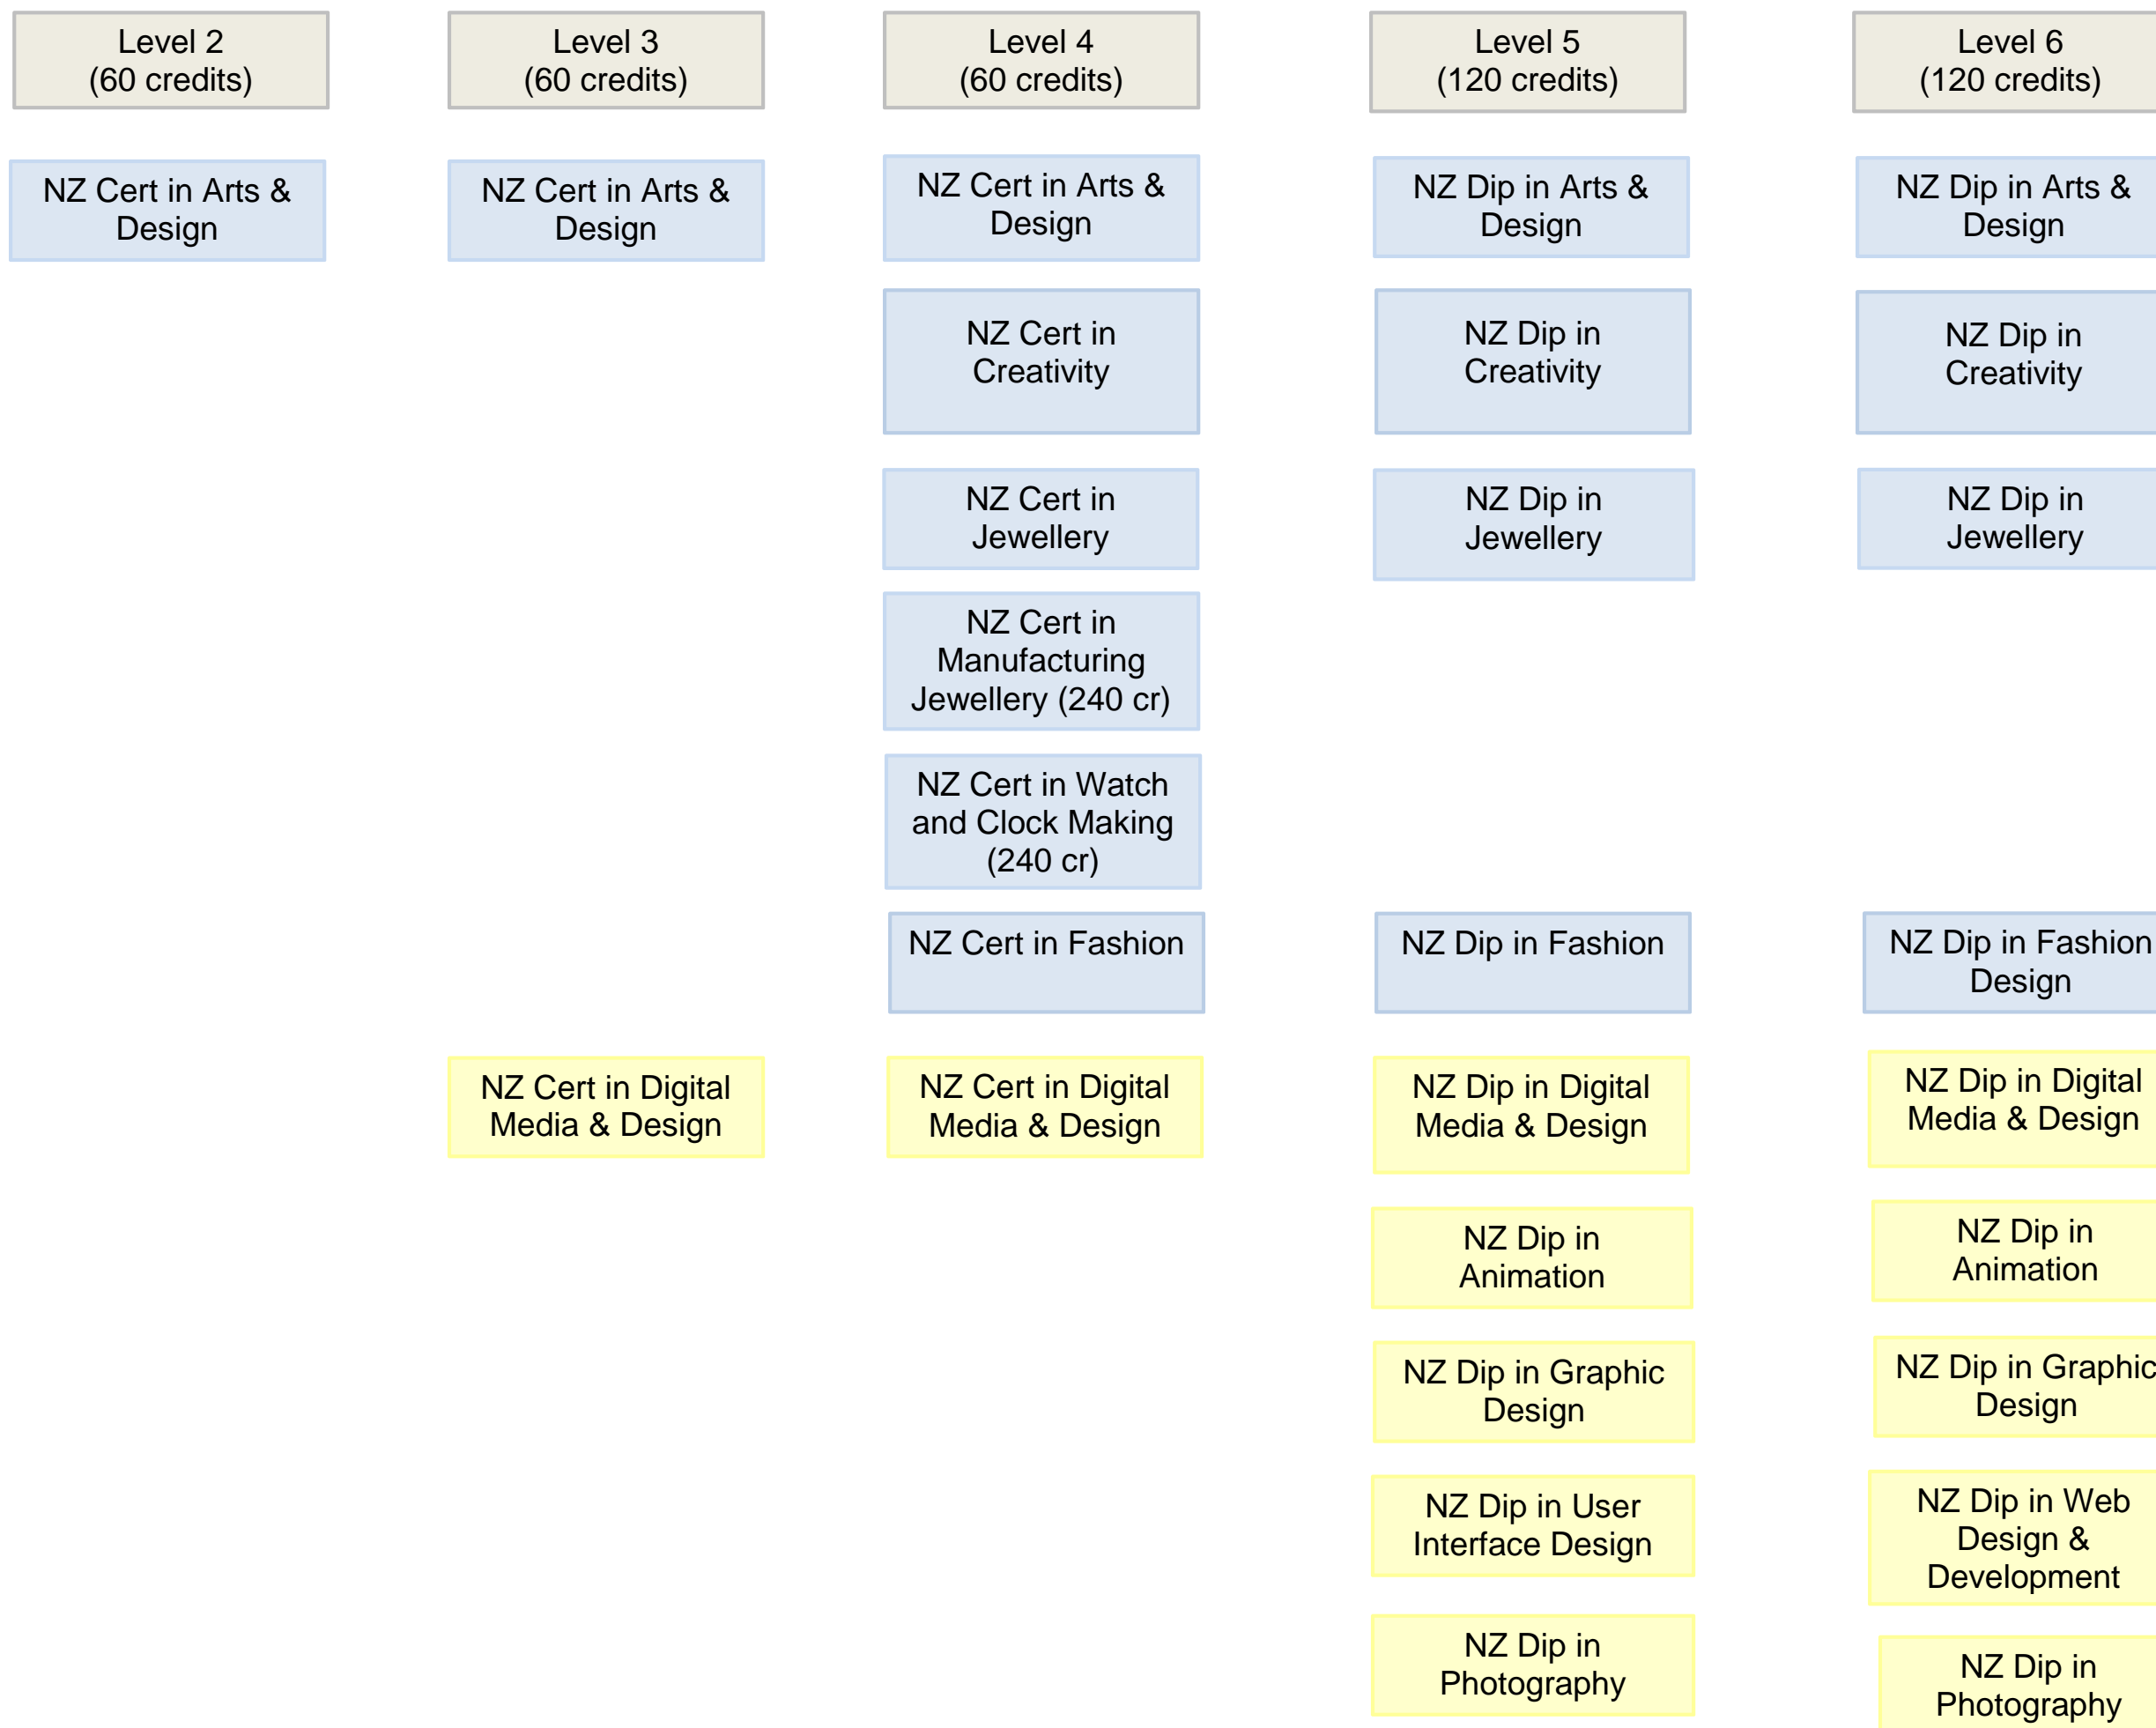 Level 2
(60 credits)
Level 3
(60 credits)
Level 4
(60 credits)
Level 5
(120 credits)
Level 6
(120 credits)
NZ Cert in Arts &
Design
NZ Cert in Arts &
Design
NZ Cert in Arts &
Design
NZ Dip in Arts &
Design
NZ Dip in Arts &
Design
NZ Cert in
Creativity
NZ Dip in
Creativity
NZ Dip in
Creativity
NZ Cert in
Jewellery
NZ Dip in
Jewellery
NZ Dip in
Jewellery
NZ Cert in
Manufacturing
Jewellery (240 cr)
NZ Cert in Watch
and Clock Making
(240 cr)
NZ Cert in Fashion
NZ Dip in Fashion
NZ Dip in Fashion
Design
NZ Cert in Digital
Media & Design
NZ Cert in Digital
Media & Design
NZ Dip in Digital
Media & Design
NZ Dip in Digital
Media & Design
NZ Dip in
Animation
NZ Dip in
Animation
NZ Dip in Graphic
Design
NZ Dip in Graphic
Design
NZ Dip in User
Interface Design
NZ Dip in Web
Design &
Development
NZ Dip in
Photography
NZ Dip in
Photography